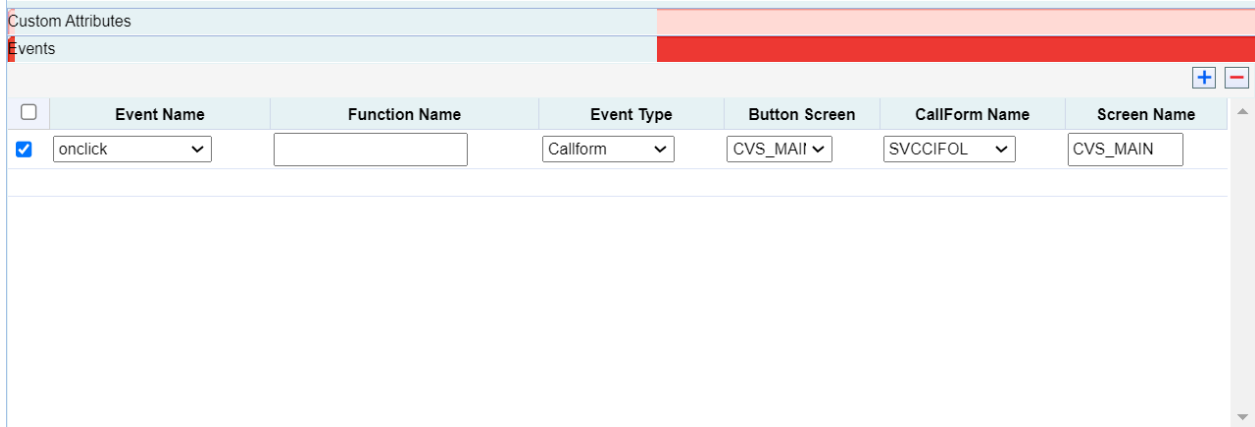 Custom Attributes
Events
Event Name Function Name Event Type Button Screen CallForm Name Screen Name
onclick Callform CVS_MAI SVCCIFOL CVS_MAIN